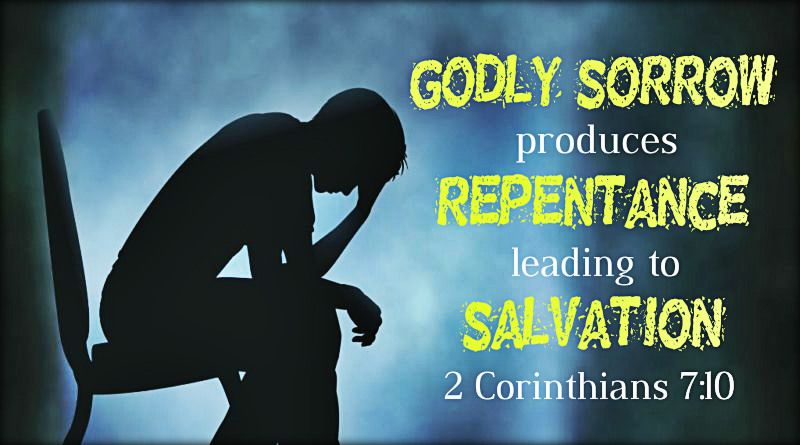 GODLY SORROW
produces
REPENTANCE
leading to
SALVATION
2 Corinthians 7:10